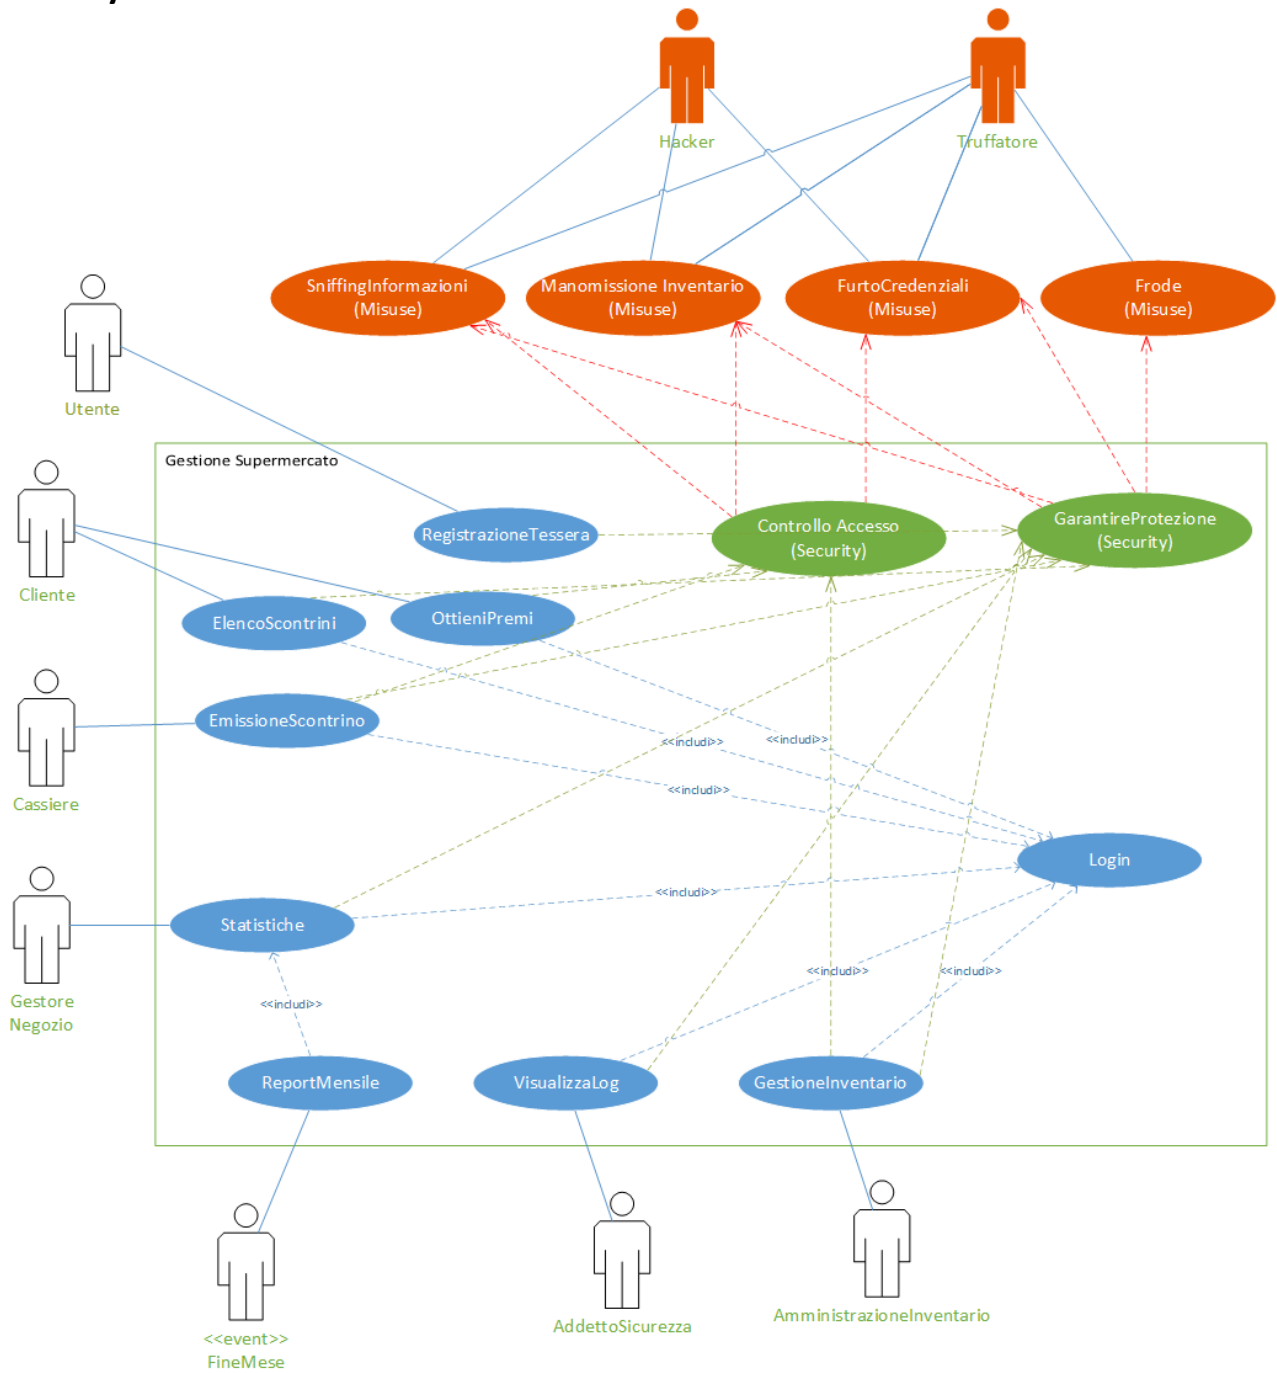 Hacker
Truffatore
SniffingInformazioni
(Misuse)
Manomissione Inventario
(Misuse)
FurtoCredenziali
(Misuse)
Frode
(Misuse)
Utente
Gestione Supermercato
Cliente
RegistrazioneTessera
Controllo Accesso
(Security)
GarantireProtezione
(Security)
ElencoScontrini
OttieniPremi
Cassiere
EmissioneScontrino
<<includi>>
<<includi>>
<<includi>>
Login
<<includi>>
Gestore
Negozio
Statistiche
<<includi>>
<<includi>>
<<includi>>
ReportMensile
VisualizzaLog
GestioneInventario
<<event>>
FineMese
AddettoSicurezza
AmministrazioneInventario